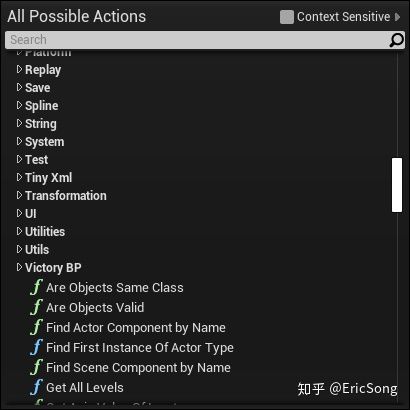 All Possible Actions
Context Sensitive
Search
Platform
Replay
Save
Spline
String
System
Test
Tiny Xml
Transformation
UI
Utilities
Utils
Victory BP
Are Objects Same Class
Are Objects Valid
Find Actor Component by Name
Find First Instance Of Actor Type
Find Scene Component by Name
Get All Levels
知乎 @EricSong